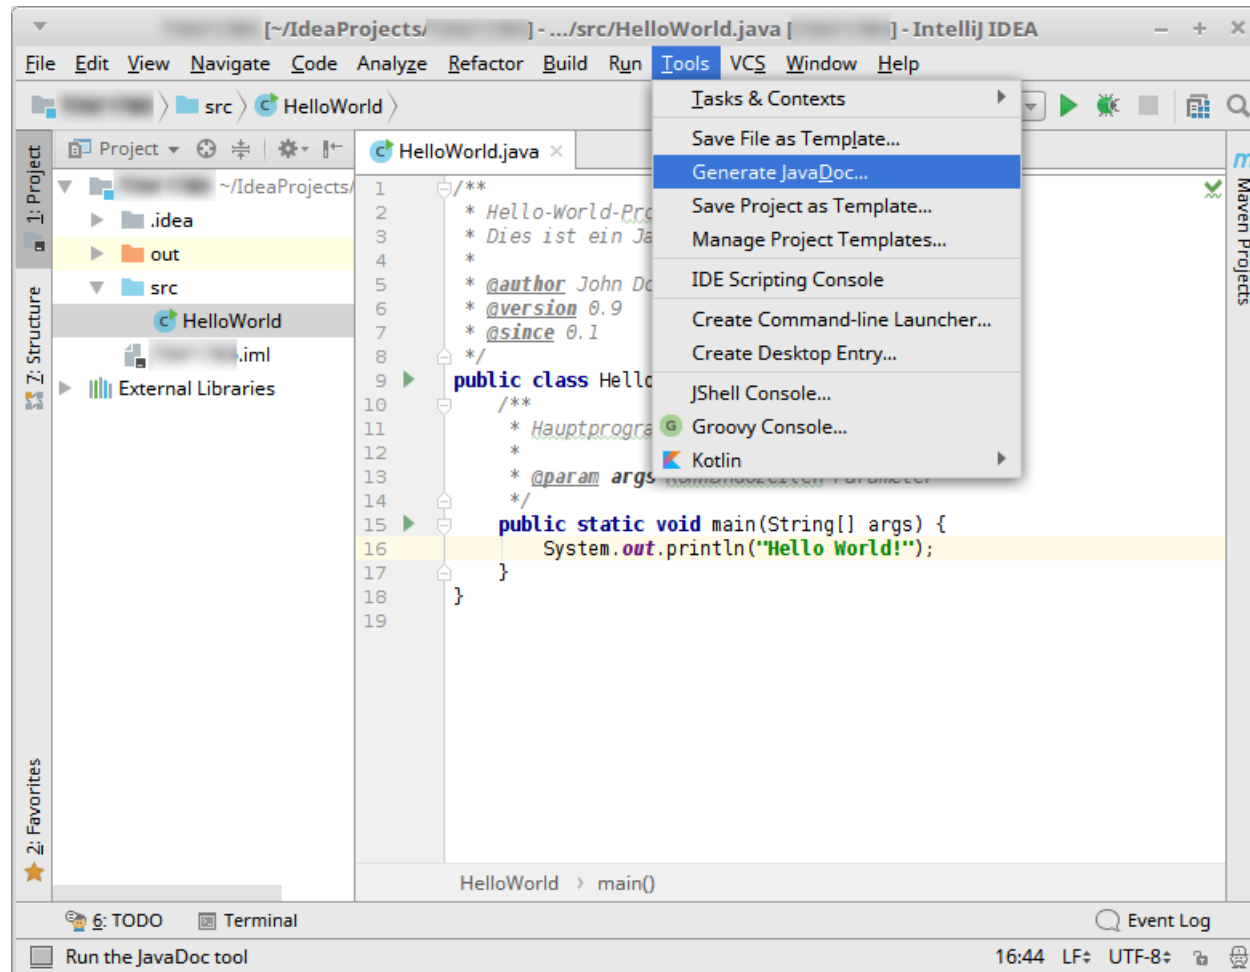 [~/IdeaProjects/ ] - .../src/HelloWorld.java [ ] - IntelliJ IDEA
File Edit View Navigate Code Analyze Refactor Build Run Tools VCS Window Help
src HelloWorld
Project
HelloWorld.java
1: Project
7: Structure
2: Favorites
~/IdeaProjects/
.idea
out
src
HelloWorld
.iml
External Libraries
Tasks & Contexts
Save File as Template...
Generate JavaDoc...
Save Project as Template...
Manage Project Templates...
IDE Scripting Console
Create Command-line Launcher...
Create Desktop Entry...
JShell Console...
G Groovy Console...
Kotlin
1 /**
2 * Hello-World-Pro
3 * Dies ist ein Ja
4 *
5 * @author John Do
6 * @version 0.9
7 * @since 0.1
8 */
9 public class Hello
10 /**
11 * Hauptprogra
12 *
13 * @param args Parameter
14 */
15 public static void main(String[] args) {
16 System.out.println("Hello World!");
17 }
18 }
19
Maven Projects
HelloWorld > main()
6: TODO Terminal Event Log
Run the JavaDoc tool 16:44 LF UTF-8